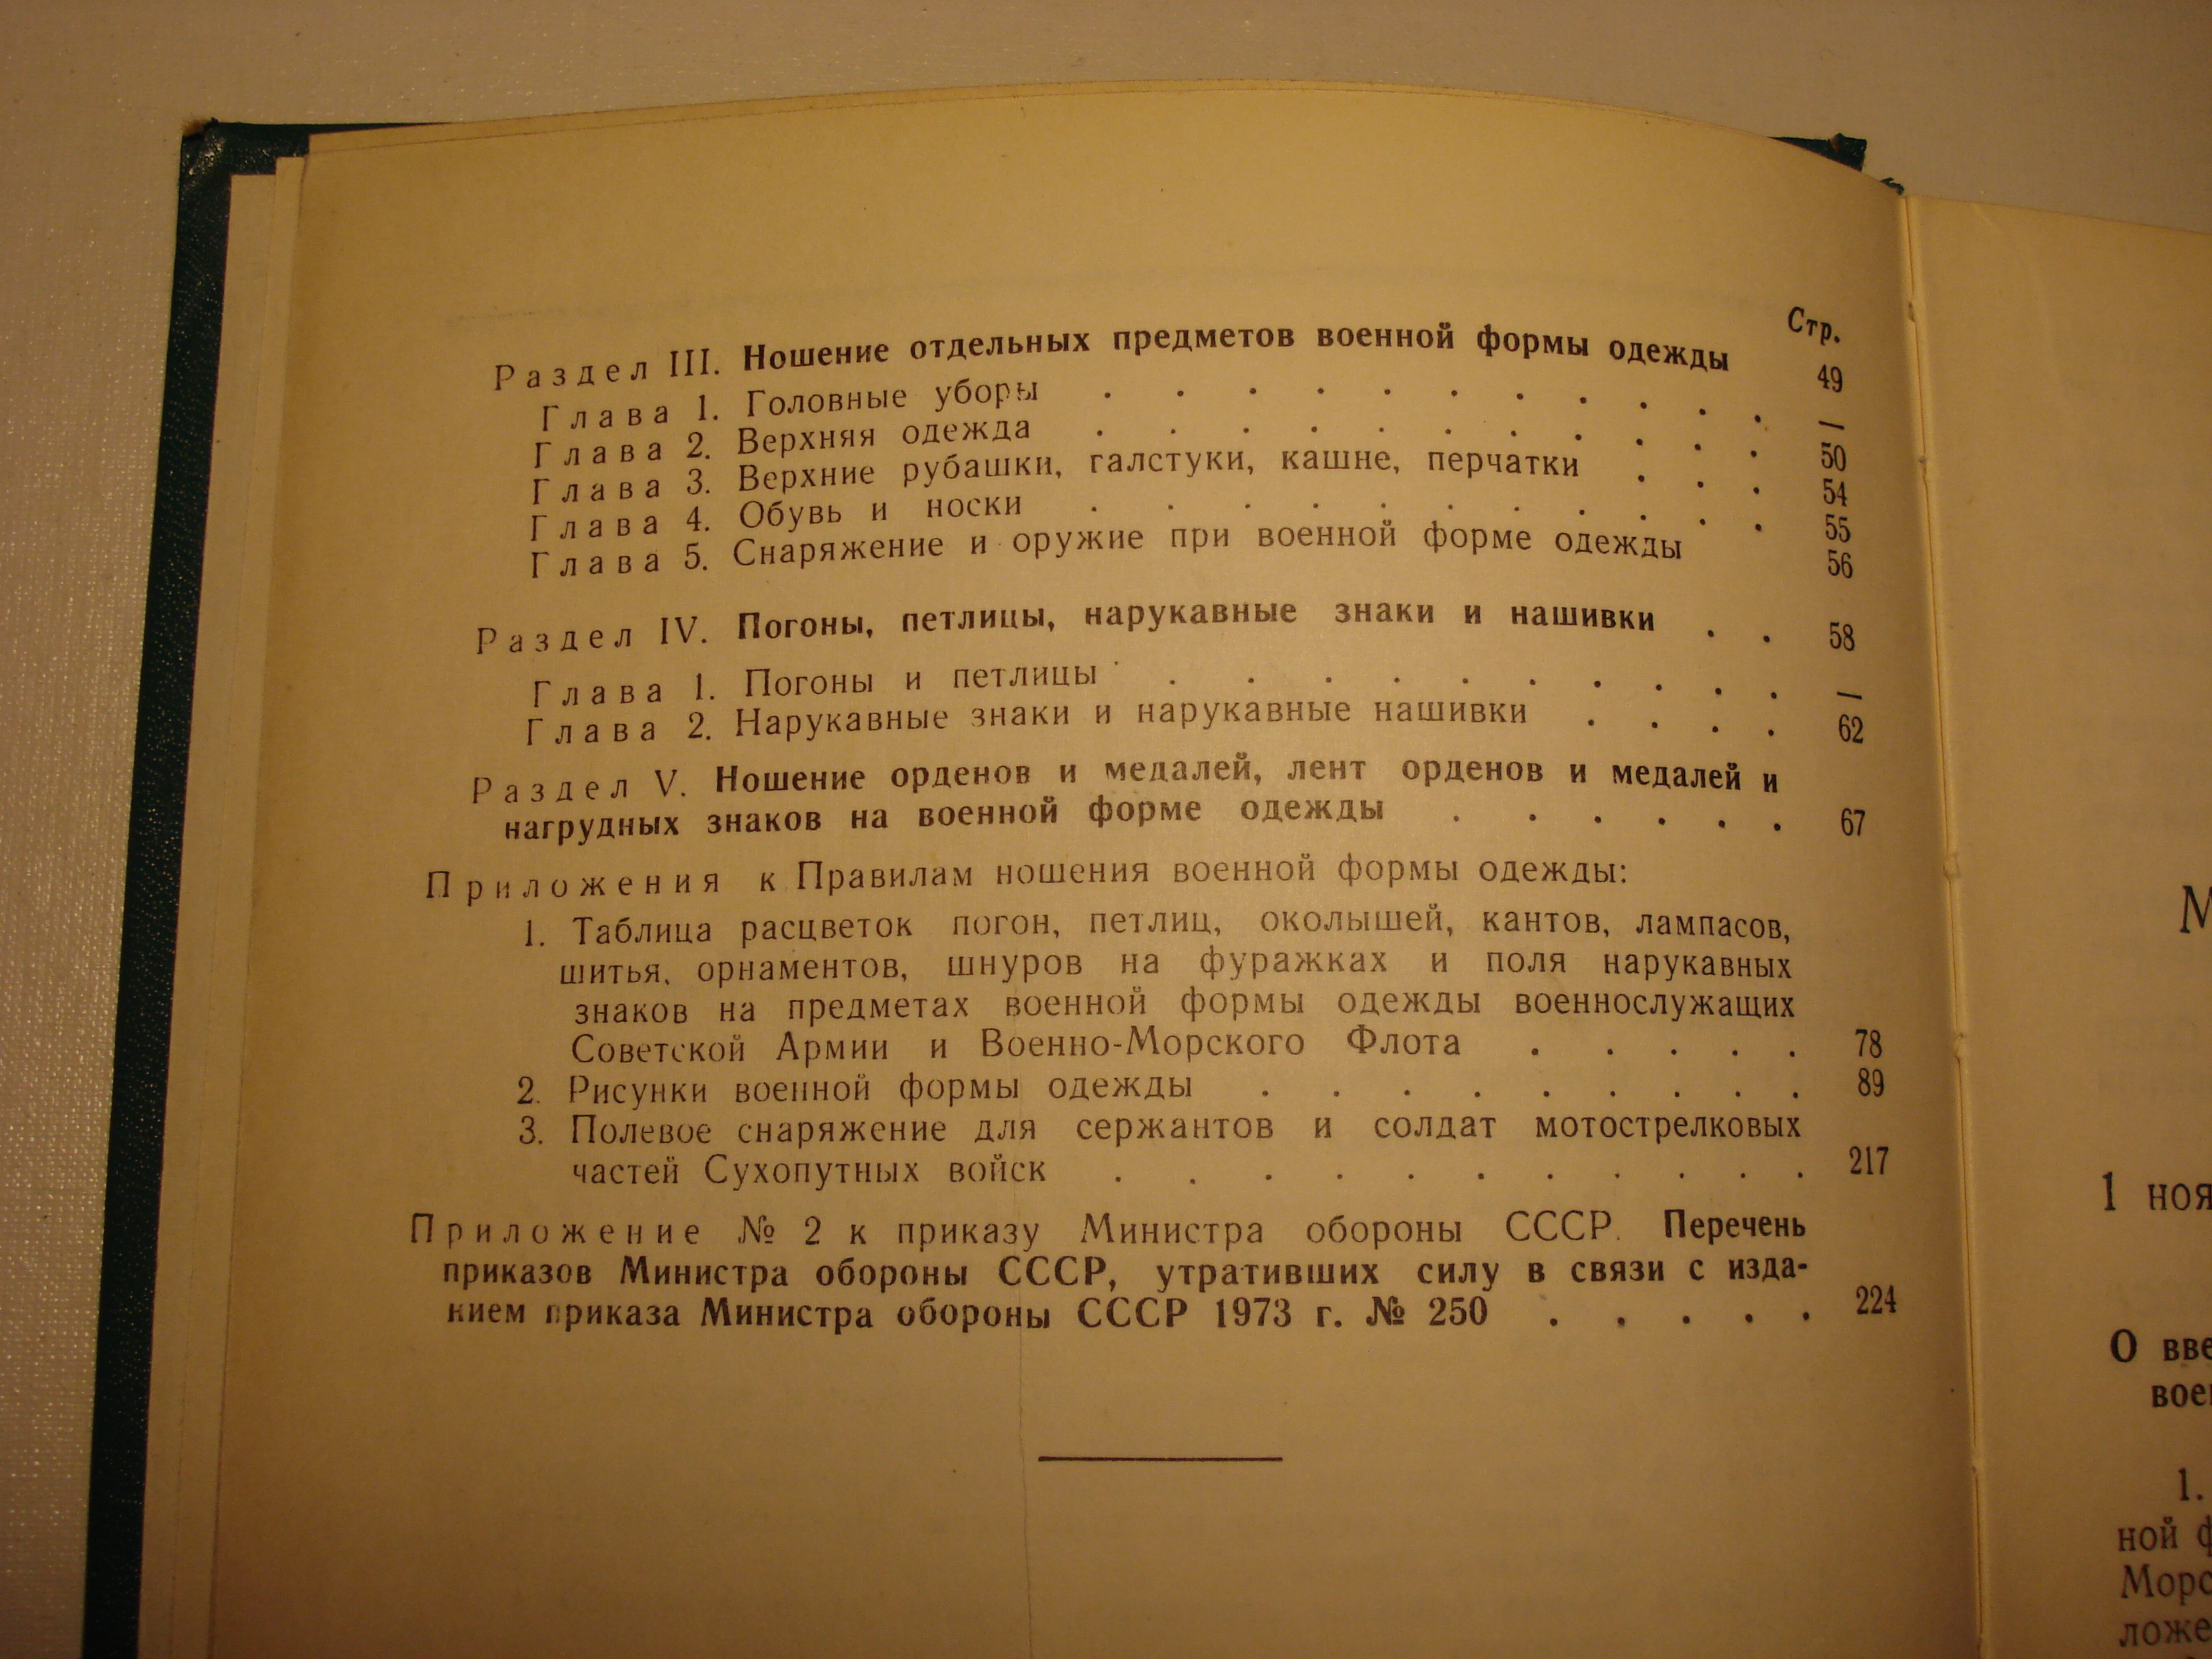 Стр.
Раздел III. Ношение отдельных предметов военной формы одежды 49
Глава 1. Головные уборы . . . . . . . . . . —
Глава 2. Верхняя одежда . . . . . . . . . . 50
Глава 3. Верхние рубашки, галстуки, кашне, перчатки . . . 54
Глава 4. Обувь и носки . . . . . . . . . . 55
Глава 5. Снаряжение и оружие при военной форме одежды 56
Раздел IV. Погоны, петлицы, нарукавные знаки и нашивки . . 58
Глава 1. Погоны и петлицы . . . . . . . . . . —
Глава 2. Нарукавные знаки и нарукавные нашивки . . . . 62
Раздел V. Ношение орденов и медалей, лент орденов и медалей и
нагрудных знаков на военной форме одежды . . . . . . 67
Приложения к Правилам ношения военной формы одежды:
1. Таблица расцветок погон, петлиц, околышей, кантов, лампасов,
шитья, орнаментов, шнуров на фуражках и поля нарукавных
знаков на предметах военной формы одежды военнослужащих
Советской Армии и Военно-Морского Флота . . . . . 78
2. Рисунки военной формы одежды . . . . . . . . . 89
3. Полевое снаряжение для сержантов и солдат мотострелковых
частей Сухопутных войск . . . . . . . . . . 217
Приложение № 2 к приказу Министра обороны СССР. Перечень
приказов Министра обороны СССР, утративших силу в связи с изда-
нием приказа Министра обороны СССР 1973 г. № 250 . . . . . 224
1 ноя
О вве
1.
ной
Морс
ложе